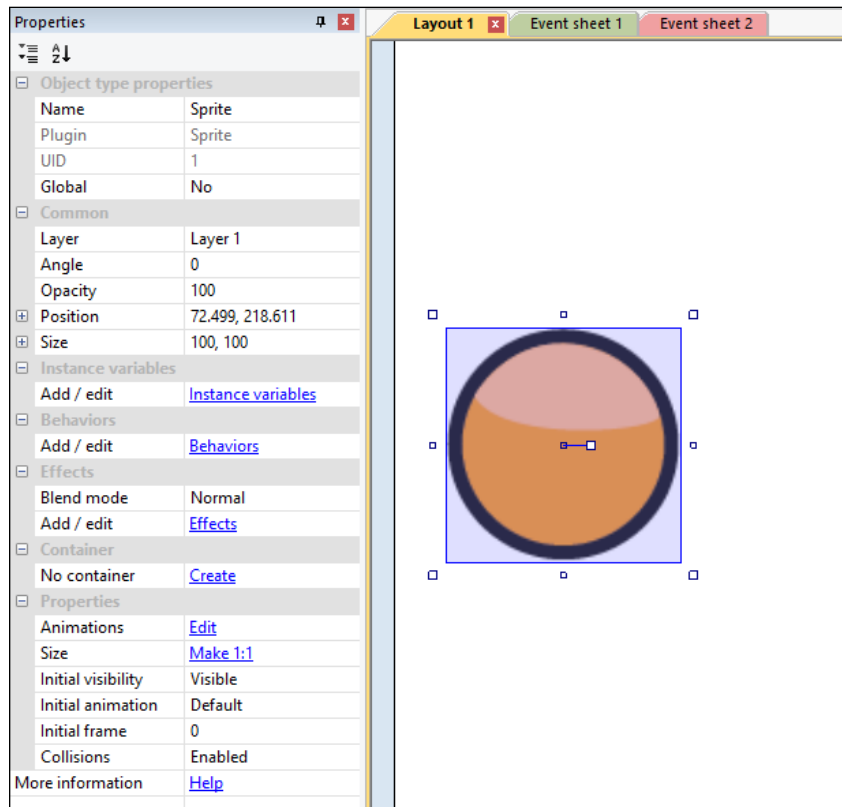 Properties
Layout 1 Event sheet 1 Event sheet 2
Object type properties
Name Sprite
Plugin Sprite
UID 1
Global No
Common
Layer Layer 1
Angle 0
Opacity 100
Position 72.499, 218.611
Size 100, 100
Instance variables
Add / edit Instance variables
Behaviors
Add / edit Behaviors
Effects
Blend mode Normal
Add / edit Effects
Container
No container Create
Properties
Animations Edit
Size Make 1:1
Initial visibility Visible
Initial animation Default
Initial frame 0
Collisions Enabled
More information Help